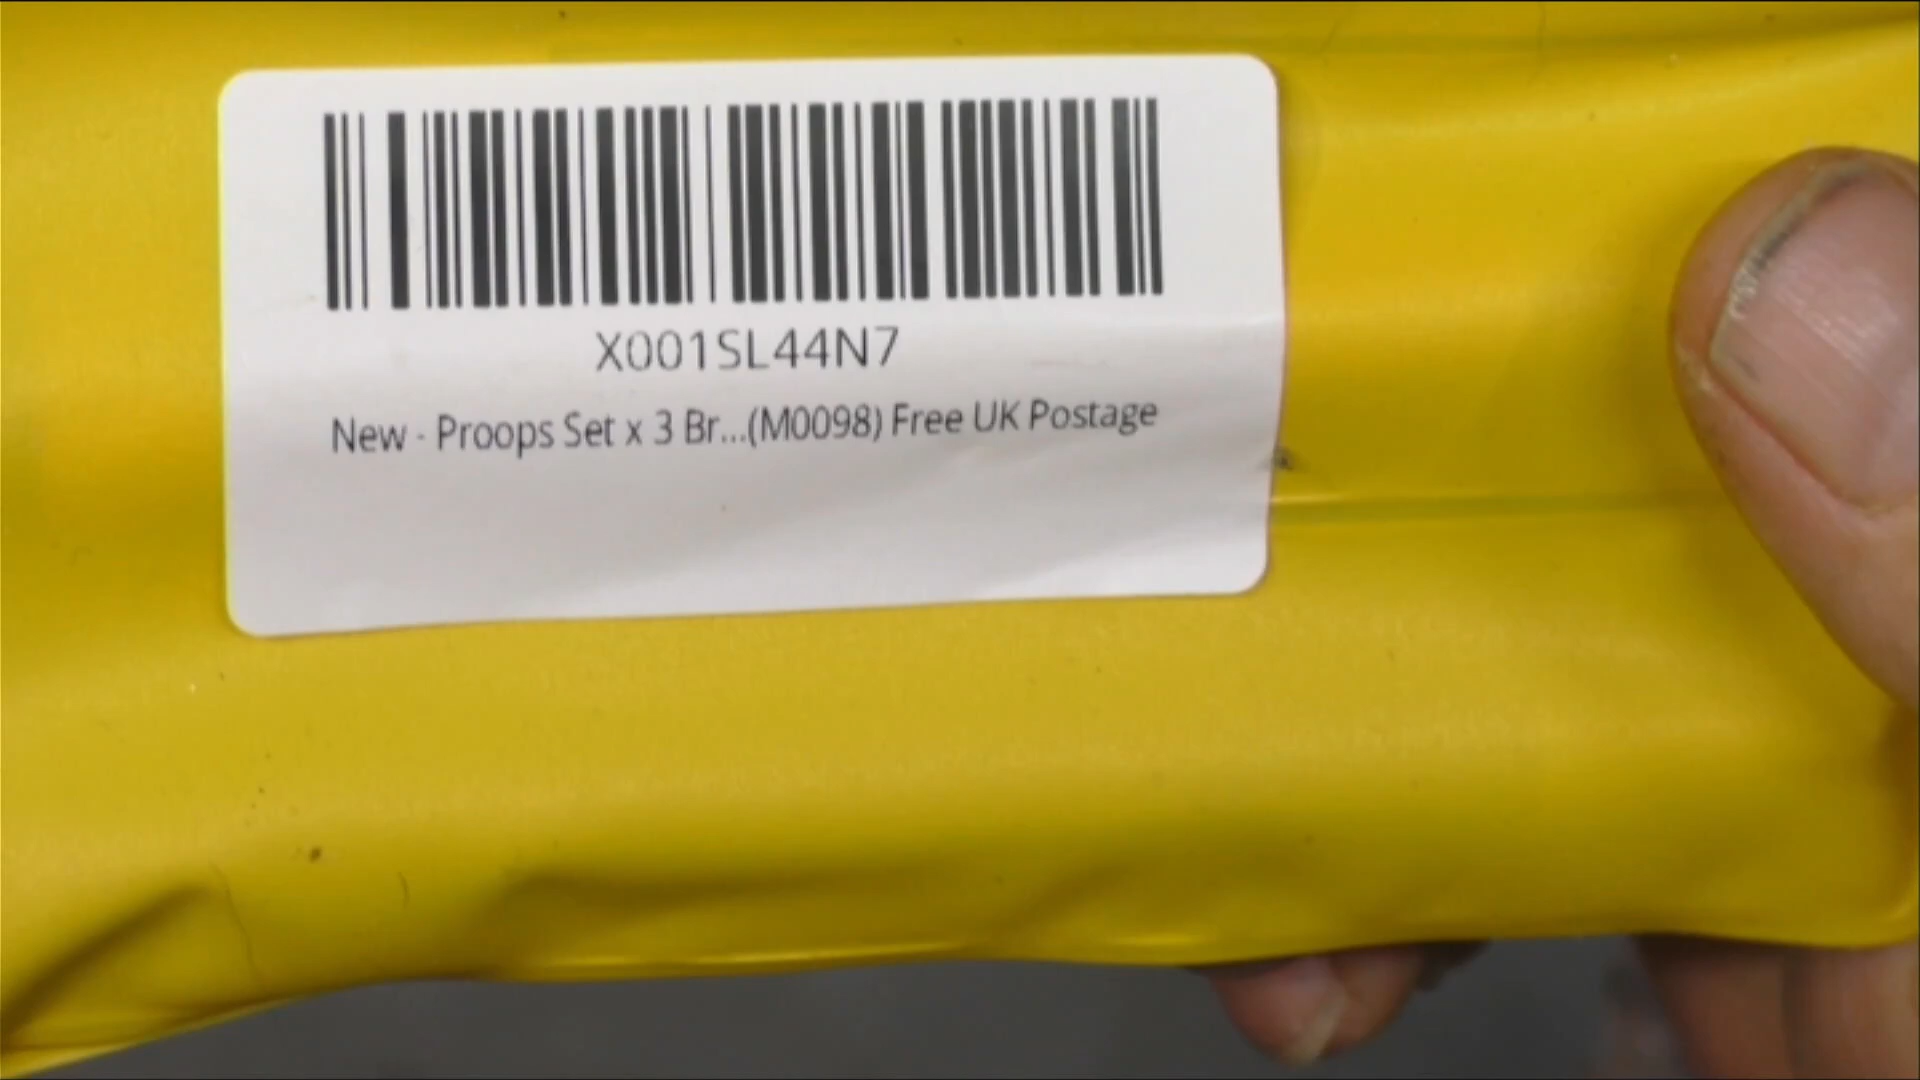 X001SL44N7
New - Proops Set x 3 Br...(M0098) Free UK Postage